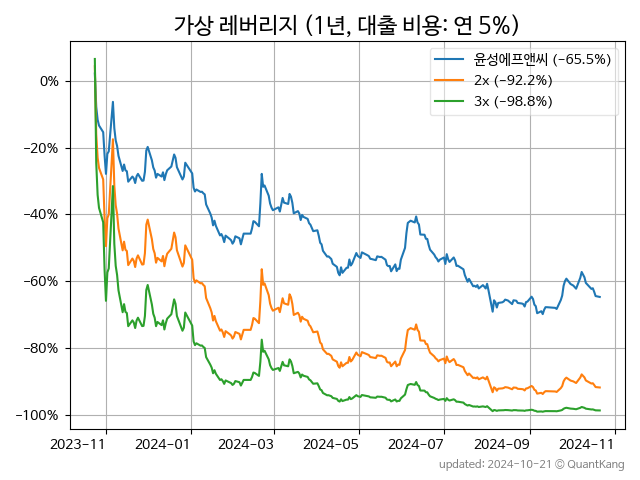 가상 레버리지 (1년, 대출 비용: 연 5%)
윤성에프앤씨 (−65.5%)
2x (−92.2%)
3x (−98.8%)
0%
−20%
−40%
−60%
−80%
−100%
2023-11 2024-01 2024-03 2024-05 2024-07 2024-09 2024-11
updated: 2024-10-21 © QuantKang